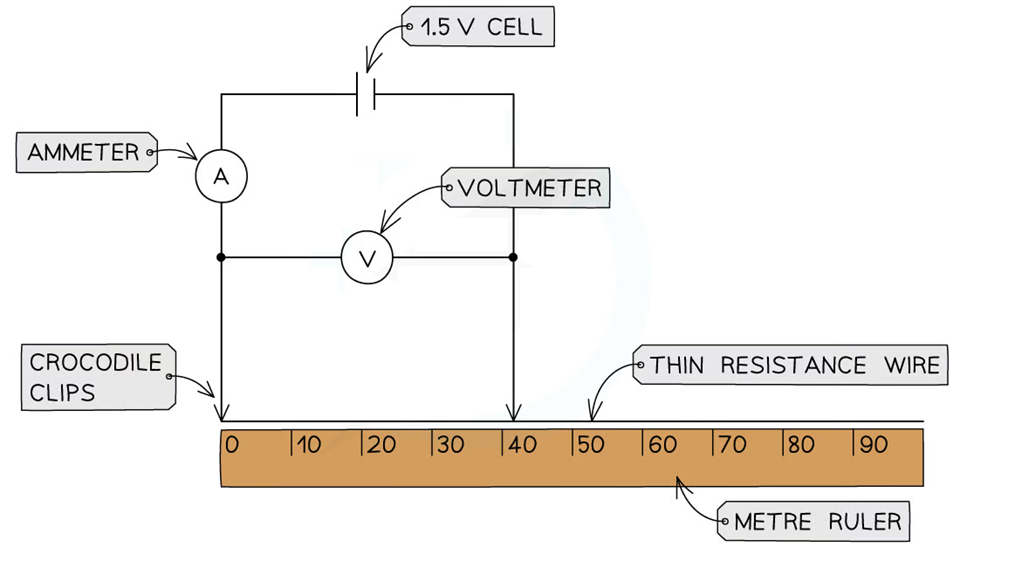 1.5 V CELL
AMMETER
A
VOLTMETER
V
CROCODILE
CLIPS
THIN RESISTANCE WIRE
0 10 20 30 40 50 60 70 80 90
METRE RULER